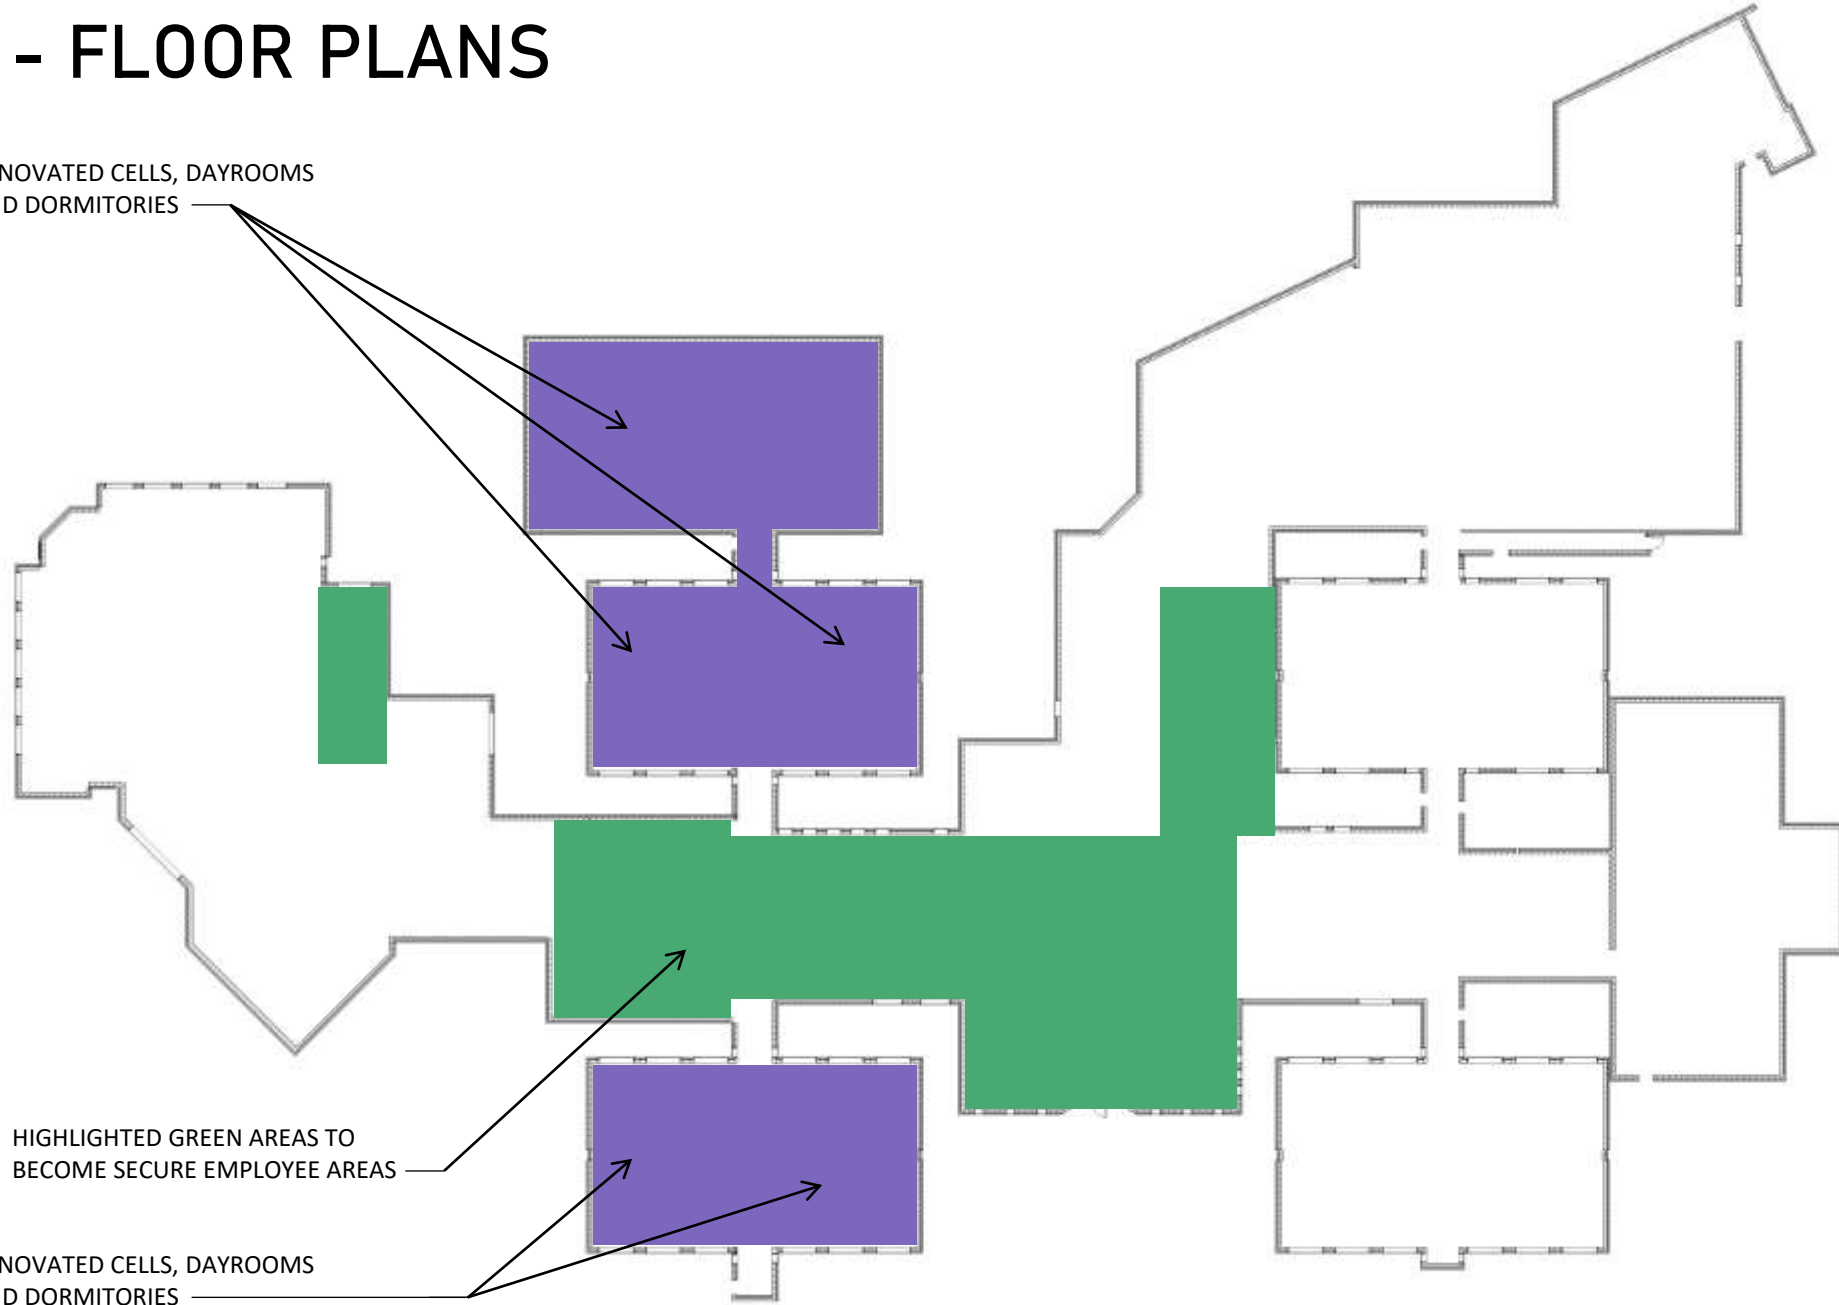 - FLOOR PLANS
NOVATED CELLS, DAYROOMS
D DORMITORIES
HIGHLIGHTED GREEN AREAS TO
BECOME SECURE EMPLOYEE AREAS
NOVATED CELLS, DAYROOMS
D DORMITORIES